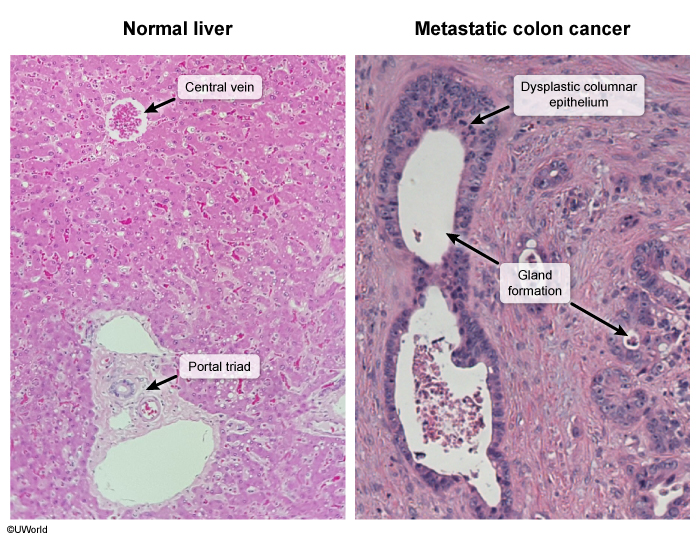 Normal liver
Metastatic colon cancer
Central vein
Dysplastic columnar
epithelium
Gland
formation
Portal triad
©UWorld